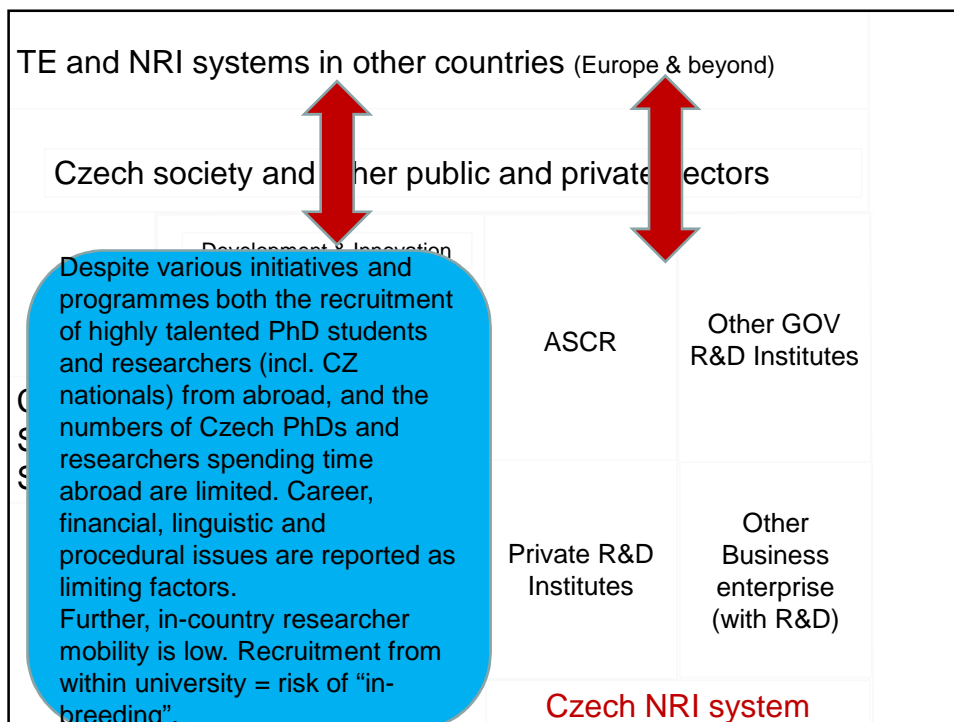 TE and NRI systems in other countries (Europe & beyond)
Czech society and her public and private ectors
Development & Innovation
Despite various initiatives and
programmes both the recruitment
of highly talented PhD students
and researchers (incl. CZ
nationals) from abroad, and the
numbers of Czech PhDs and
researchers spending time
abroad are limited. Career,
financial, linguistic and
procedural issues are reported as
limiting factors.
Further, in-country researcher
mobility is low. Recruitment from
within university = risk of “in-
breeding”.
ASCR
Other GOV
R&D Institutes
Private R&D
Institutes
Other
Business
enterprise
(with R&D)
Czech NRI system